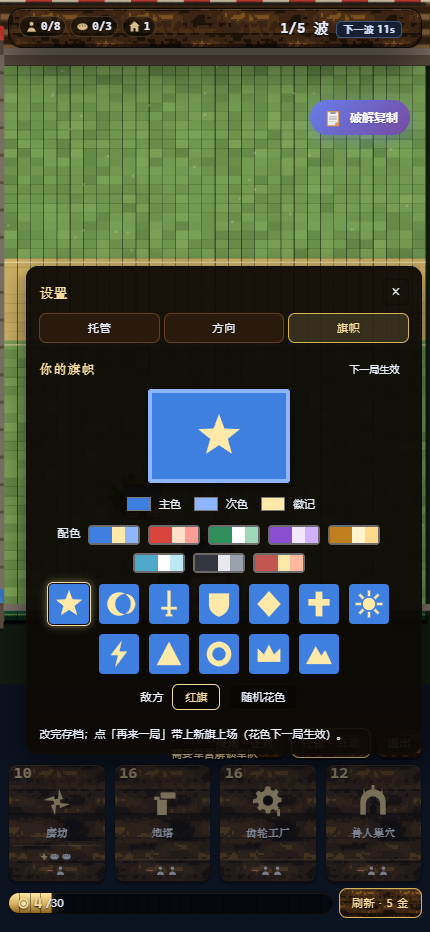 0/8 0/3 1 1/5 波 下一波 11s
破解复制
设置 ×
托管 方向 旗帜
你的旗帜 下一局生效
主色 次色 徽记
配色
敌方 红旗 随机花色
改完存档；点「再来一局」带上新旗上场（花色下一局生效）。
10 16 16 12
磨坊 炮塔 齿轮工厂 兽人巢穴
4/30 刷新 · 5 金